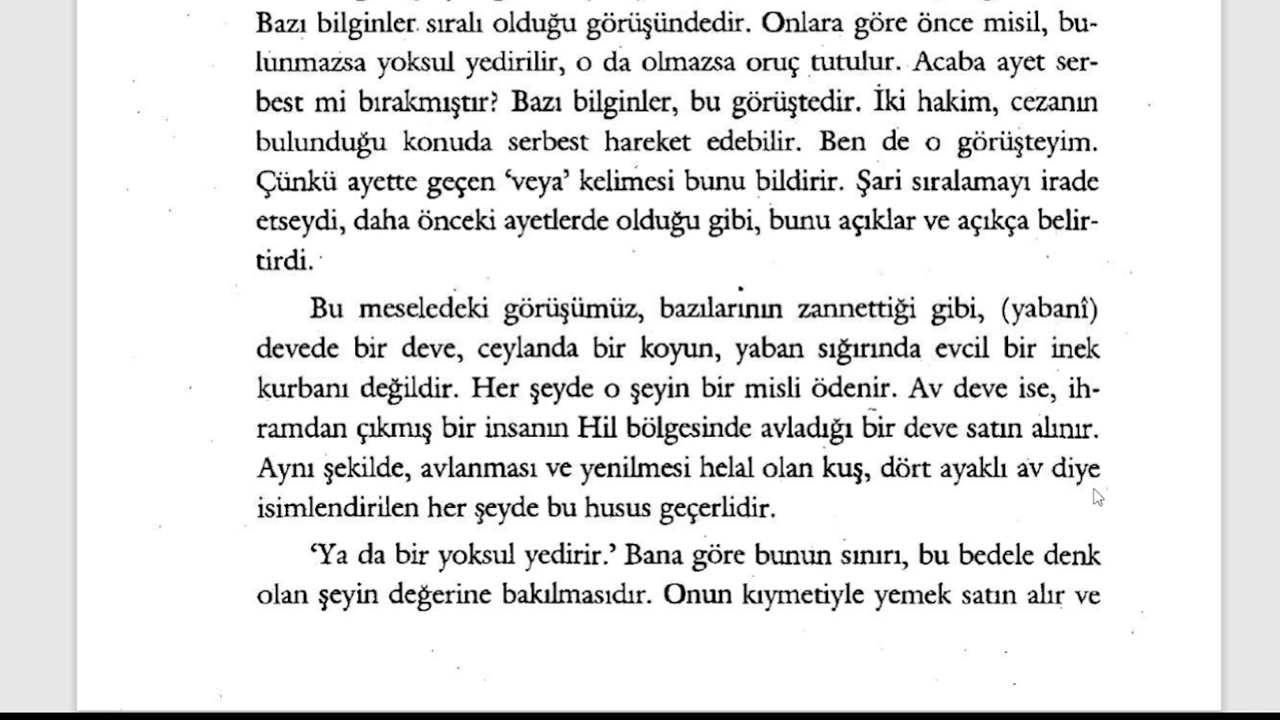 Bazı bilginler sıralı olduğu görüşündedir. Onlara göre önce misil, bu-
lunmazsa yoksul yedirilir, o da olmazsa oruç tutulur. Acaba ayet ser-
best mi bırakmıştır? Bazı bilginler, bu görüştedir. İki hakim, cezanın
bulunduğu konuda serbest hareket edebilir. Ben de o görüşteyim.
Çünkü ayette geçen ‘veya’ kelimesi bunu bildirir. Şari sıralamayı irade
etseydi, daha önceki ayetlerde olduğu gibi, bunu açıklar ve açıkça belir-
tirdi.
Bu meseledeki görüşümüz, bazılarının zannettiği gibi, (yabanî)
devede bir deve, ceylanda bir koyun, yaban sığırında evcil bir inek
kurbanı değildir. Her şeyde o şeyin bir misli ödenir. Av deve ise, ih-
ramdan çıkmış bir insanın Hil bölgesinde avladığı bir deve satın alınır.
Aynı şekilde, avlanması ve yenilmesi helal olan kuş, dört ayaklı av diye
isimlendirilen her şeyde bu husus geçerlidir.
‘Ya da bir yoksul yedirir.’ Bana göre bunun sınırı, bu bedele denk
olan şeyin değerine bakılmasıdır. Onun kıymetiyle yemek satın alır ve